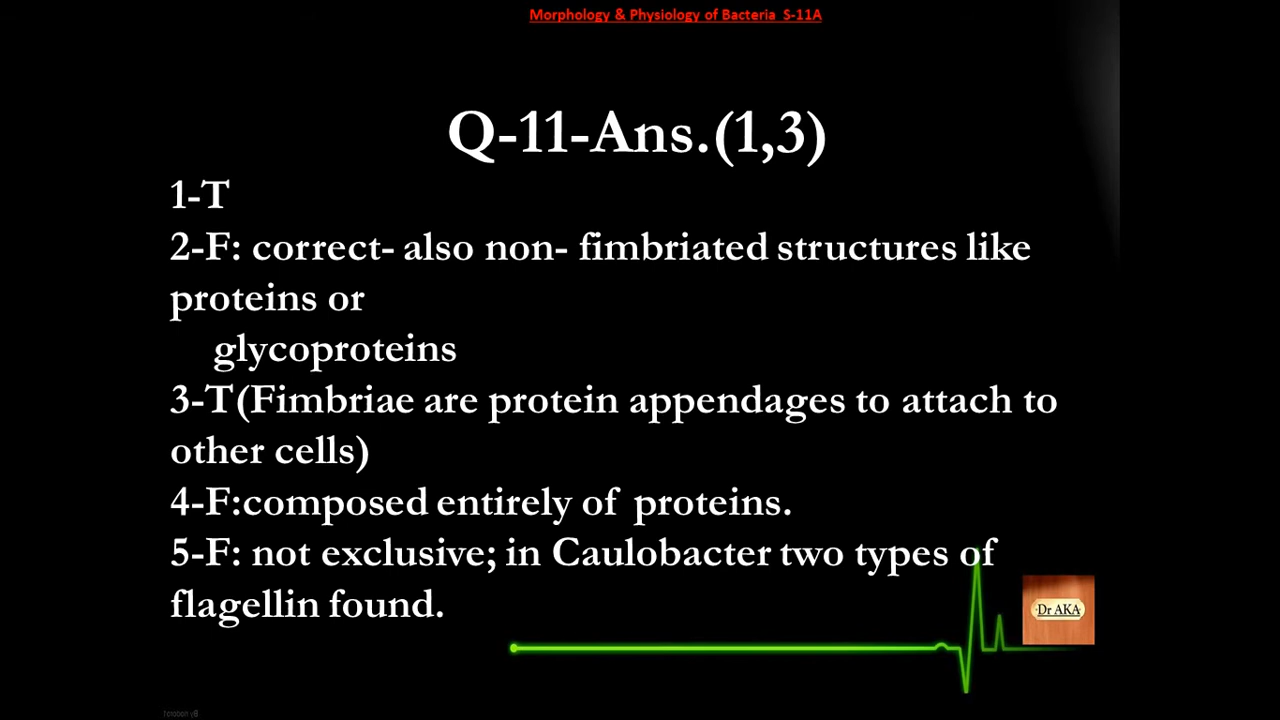 Morphology & Physiology of Bacteria S-11A
Q-11-Ans.(1,3)
1-T
2-F: correct- also non- fimbriated structures like
proteins or
glycoproteins
3-T(Fimbriae are protein appendages to attach to
other cells)
4-F:composed entirely of proteins.
5-F: not exclusive; in Caulobacter two types of
flagellin found.
Dr AKA